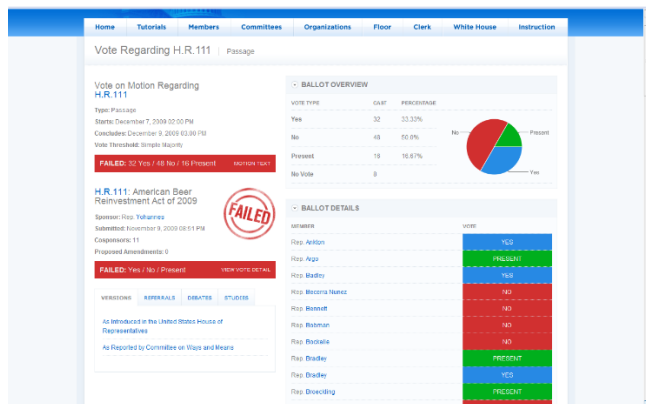 Home Tutorials Members Committees Organizations Floor Clerk White House Instruction
Vote Regarding H.R.111 | Passage
Vote on Motion Regarding
H.R.111
Type: Passage
Starts: December 7, 2009 02:00 PM
Concludes: December 9, 2009 03:00 PM
Vote Threshold: Simple Majority
FAILED: 32 Yes / 48 No / 16 Present MOTION TEXT
H.R.111: American Beer
Reinvestment Act of
2009
FAILED
Sponsor: Rep. Yohannes
Submitted: November 9, 2009
08:51 PM
Cosponsors: 11
Proposed Amendments: 0
FAILED: Yes / No / Present VIEW VOTE DETAIL
VERSIONS REFERRALS DEBATES STUDIES
As Introduced in the United States House of
Representatives
As Reported by Committee on Ways and Means
BALLOT OVERVIEW
VOTE TYPE CAST PERCENTAGE
Yes 32 33.33%
No 48 50.0%
Present 16 16.67%
No Vote
No
Present
Yes
BALLOT DETAILS
MEMBER VOTE
Rep. Ashton YES
Rep. Argo PRESENT
Rep. Badley YES
Rep. Becerra Nunez NO
Rep. Bennett NO
Rep. NO
Rep. NO
Rep. Bradley PRESENT
Rep. Bradley YES
Rep. PRESENT